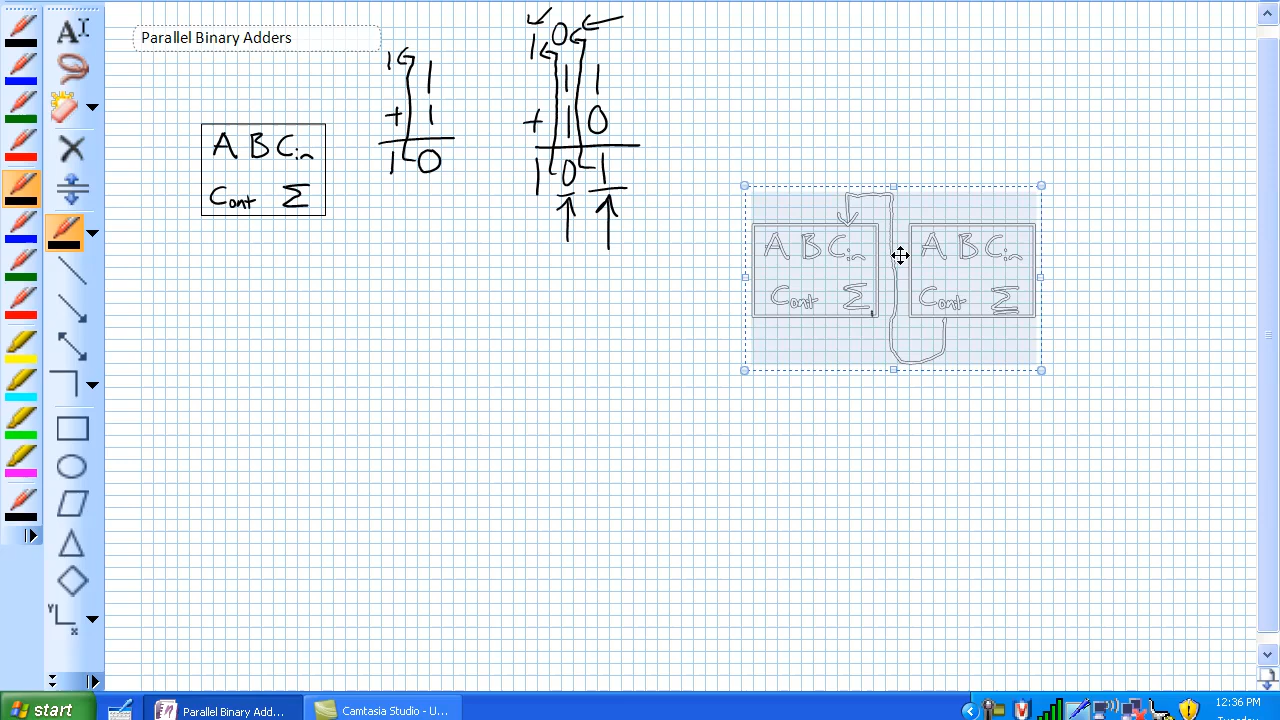 Parallel Binary Adders
A B Cin
Cout Σ
1
1
+ 1
1 0
0
1
1 1
+ 1 0
1 0 1
A B Cin
Cout Σ
A B Cin
Cout Σ
start
Parallel Binary Add...
Camtasia Studio - U...
12:36 PM
Tuesday